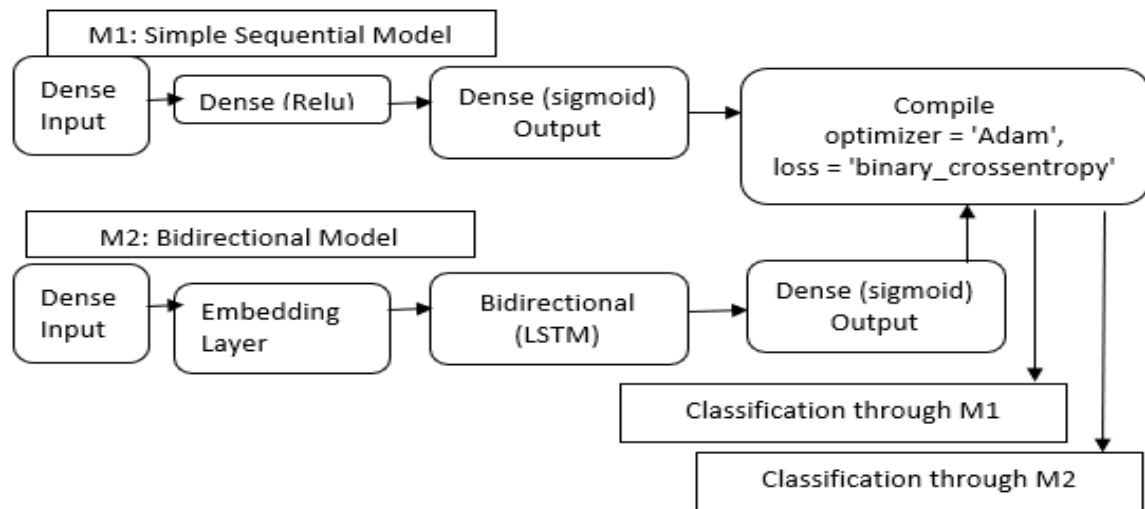 M1: Simple Sequential Model
Dense
Input
Dense (Relu)
Dense (sigmoid)
Output
Compile
optimizer = 'Adam',
loss = 'binary_crossentropy'
M2: Bidirectional Model
Dense
Input
Embedding
Layer
Bidirectional
(LSTM)
Dense (sigmoid)
Output
Classification through M1
Classification through M2